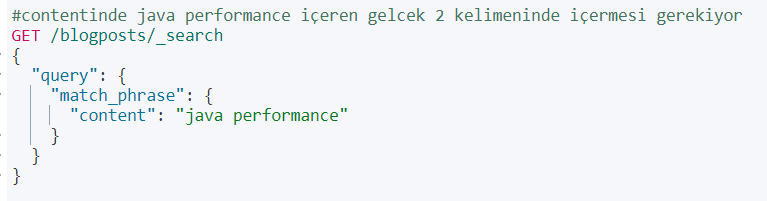 #contentinde java performance içeren gelcek 2 kelimeninde içermesi gerekiyor
GET /blogposts/_search
{
  "query": {
    "match_phrase": {
      "content": "java performance"
    }
  }
}